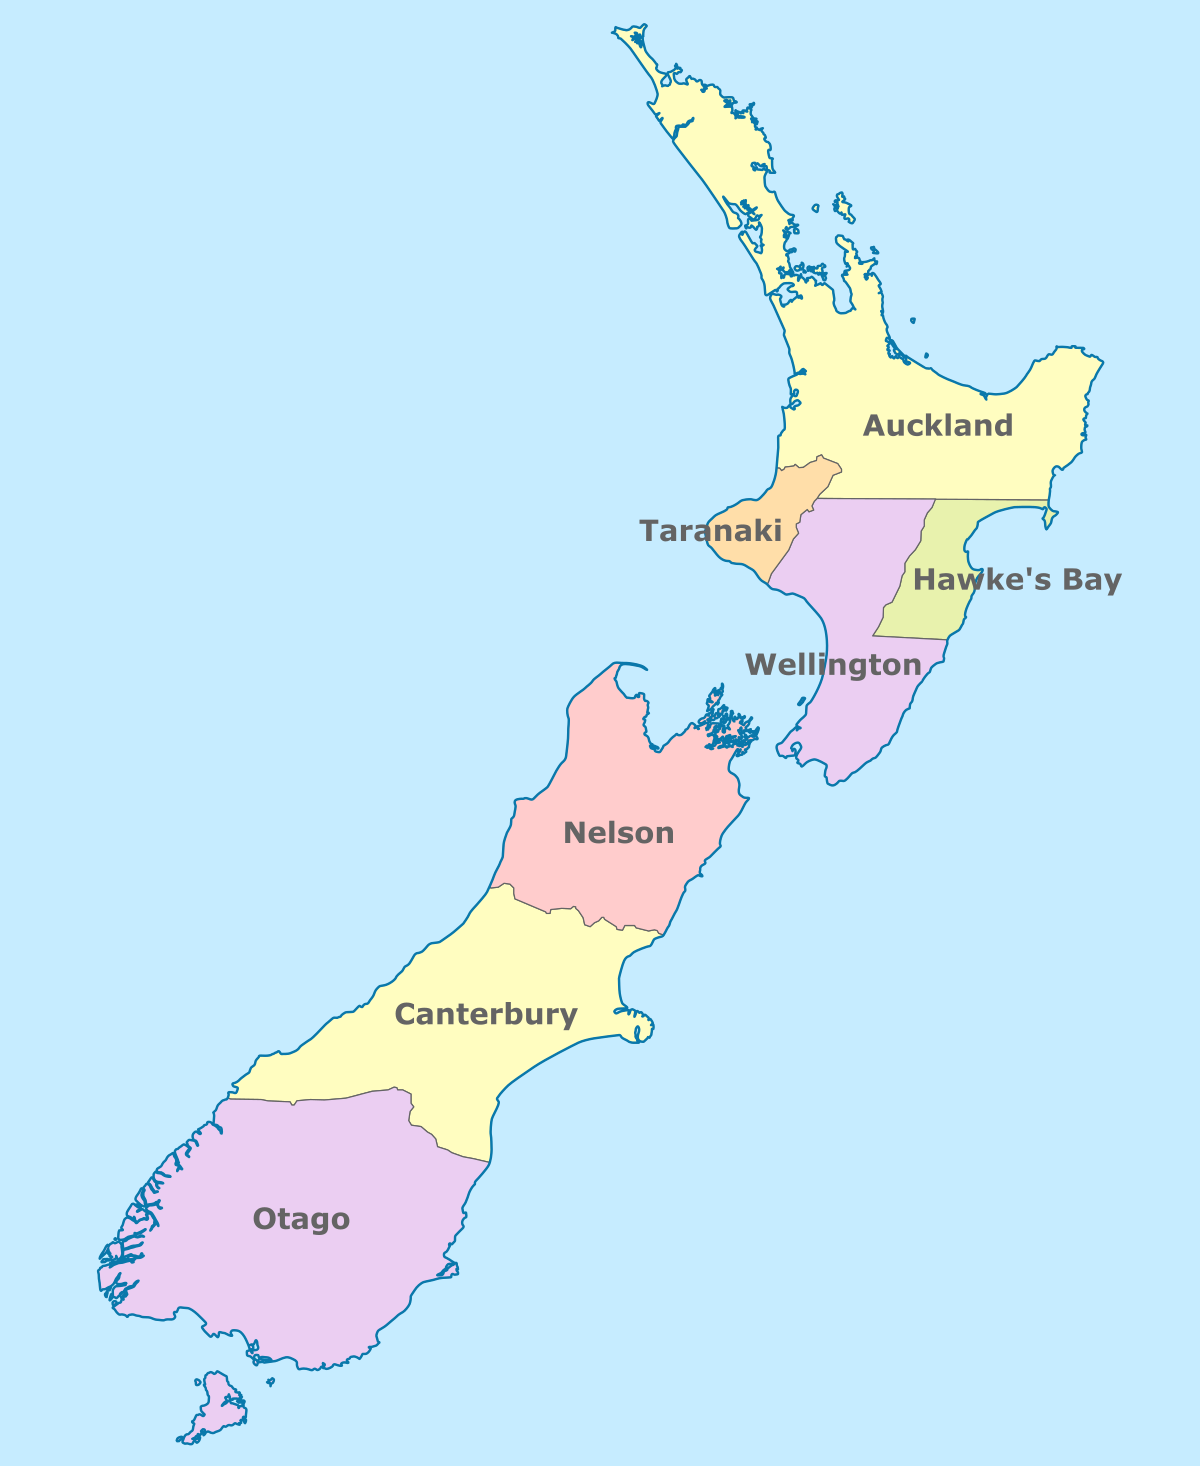 Auckland
Taranaki
Hawke's Bay
Wellington
Nelson
Canterbury
Otago